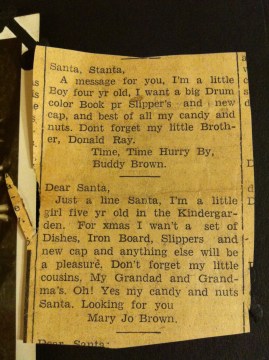 Santa, Stanta,
A message for you, I'm a little
Boy four yr old, I want a big Drum
color Book pr Slipper's and new
cap, and best of all my candy and
nuts. Dont forget my little Broth-
er, Donald Ray.
Time, Time Hurry By,
Buddy Brown.
Dear Santa,
Just a line Santa, I'm a little
girl five yr old in the Kindergar-
den. For xmas I wan't a set of
Dishes, Iron Board, Slippers and
new cap and anything else will be
a pleasure. Don't forget my little
cousins, My Grandad and Grand-
ma's. Oh! Yes my candy and nuts
Santa. Looking for you
Mary Jo Brown.
Dear Santa: